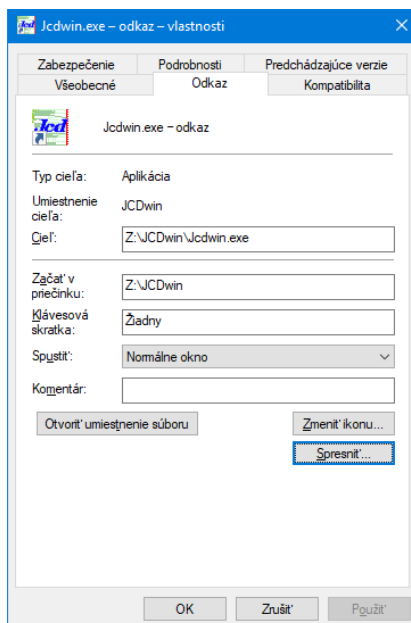 Jcdwin.exe – odkaz – vlastnosti
Zabezpečenie Podrobnosti Predchádzajúce verzie
Všeobecné Odkaz Kompatibilita
Jcd
Jcdwin.exe – odkaz
Typ cieľa: Aplikácia
Umiestnenie cieľa: JCDwin
Cieľ: Z:\JCDwin\Jcdwin.exe
Začať v priečinku: Z:\JCDwin
Klávesová skratka: Žiadny
Spustiť: Normálne okno
Komentár:
Otvoriť umiestnenie súboru Zmeniť ikonu...
Spresniť...
OK Zrušiť Použiť